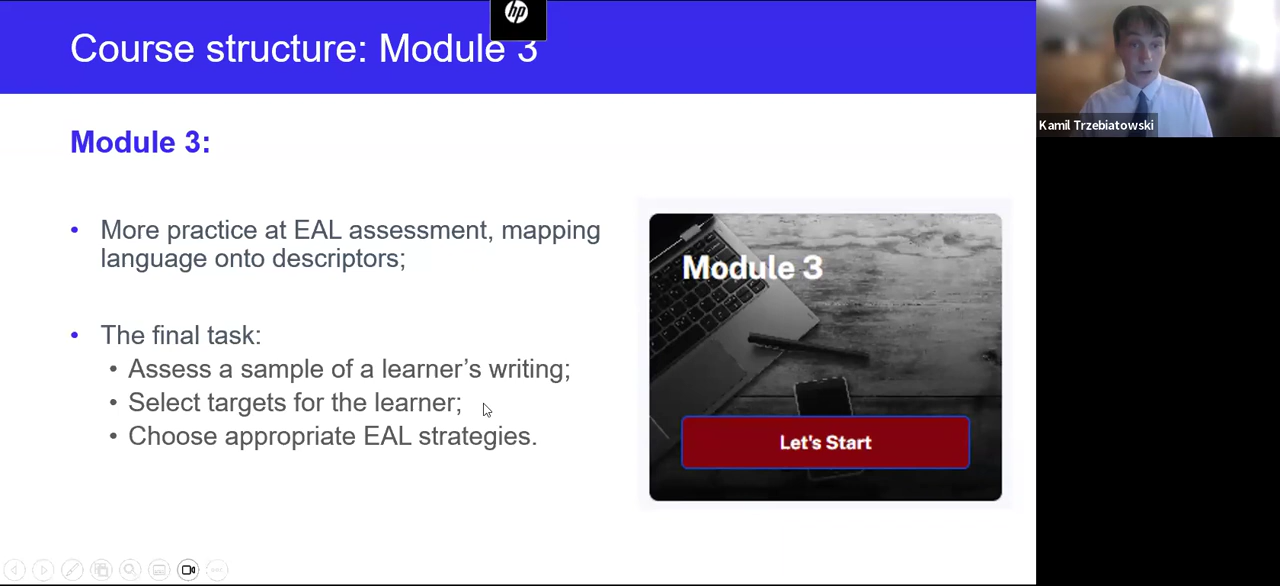 hp
Course structure: Module 3
Kamil Trzebiatowski
Module 3:
• More practice at EAL assessment, mapping
language onto descriptors;
• The final task:
• Assess a sample of a learner’s writing;
• Select targets for the learner;
• Choose appropriate EAL strategies.
Module 3
Let's Start